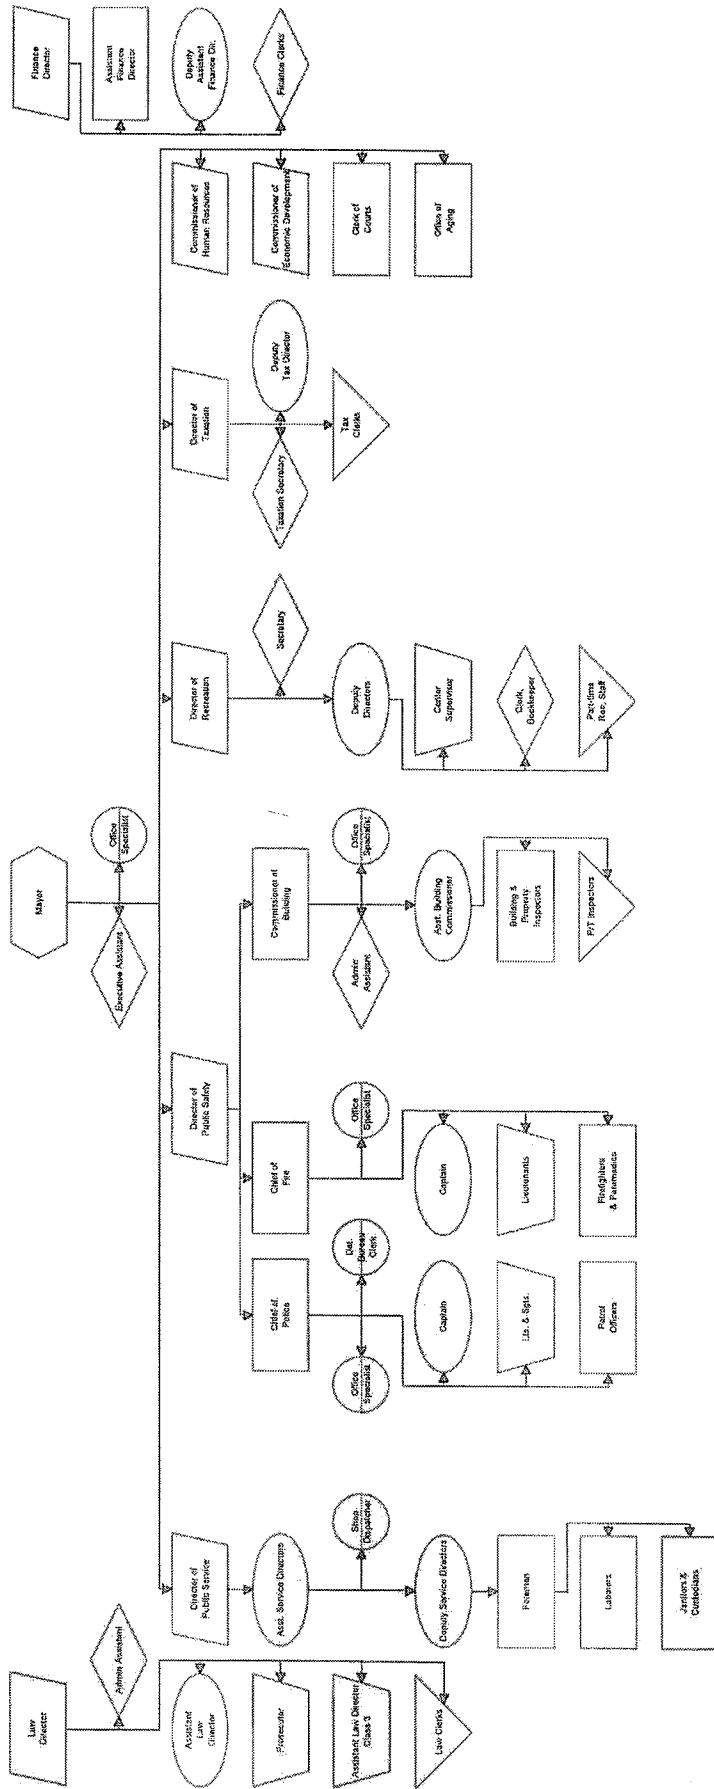 Law
Director
Admin Assistant
Assistant
Law
Director
Prosecutor
Assistant Law Director
Class 3
Law Clerks
Mayor
Executive Assistant
Office
Specialist
Director of
Public Service
Asst. Service Directors
Shop
Dispatcher
Deputy Service Directors
Foreman
Laborers
Janitors &
Custodians
Director of
Public Safety
Chief of
Police
Office
Specialist
Det.
Bureau
Clerk
Captain
Lts. & Sgts.
Patrol
Officers
Chief of
Fire
Office
Specialist
Captain
Lieutenants
Firefighters
& Paramedics
Commissioner of
Building
Admin
Assistant
Office
Specialist
Asst. Building
Commissioner
Building &
Property
Inspectors
P/T Inspectors
Director of
Recreation
Secretary
Deputy
Directors
Center
Supervisor
Clerk,
Bookkeeper
Part-time
Rec. Staff
Director of
Taxation
Taxation Secretary
Deputy
Tax Director
Tax
Clerks
Commissioner of
Human Resources
Commissioner of
Economic Development
Clerk of
Courts
Office of
Aging
Finance
Director
Assistant
Finance
Director
Deputy
Assistant
Finance Dir.
Finance Clerks